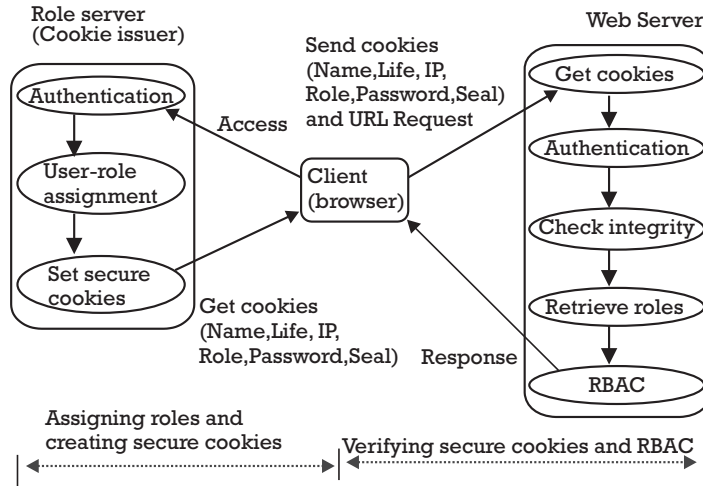 Role server
(Cookie issuer)
Authentication
User-role
assignment
Set secure
cookies
Access
Get cookies
(Name,Life, IP,
Role,Password,Seal)
Client
(browser)
Send cookies
(Name,Life, IP,
Role,Password,Seal)
and URL Request
Response
Web Server
Get cookies
Authentication
Check integrity
Retrieve roles
RBAC
Assigning roles and
creating secure cookies
Verifying secure cookies and RBAC